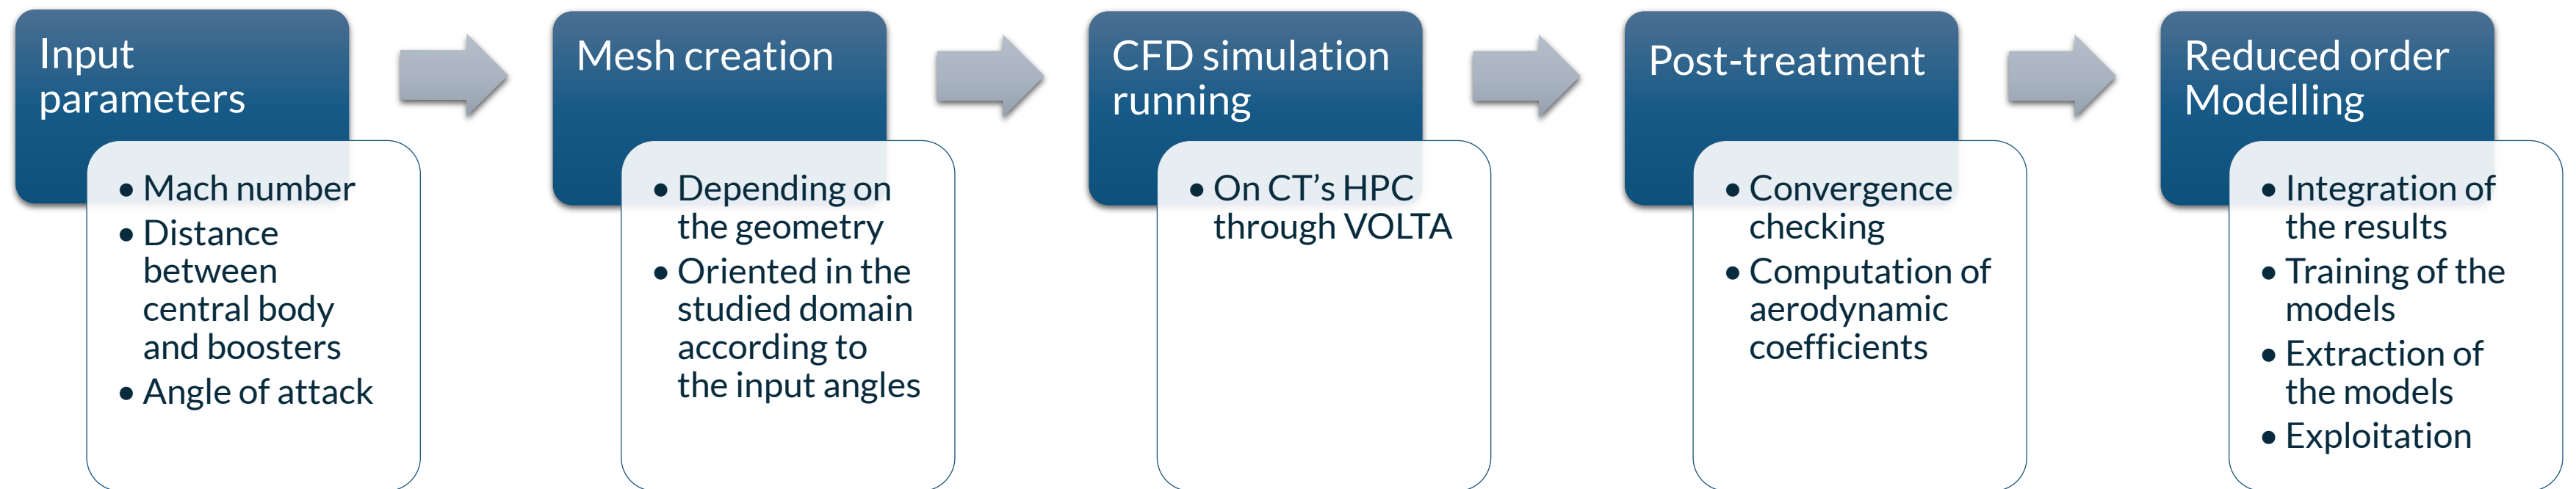 Input
parameters
• Mach number
• Distance
between
central body
and boosters
• Angle of attack
Mesh creation
• Depending on
the geometry
• Oriented in the
studied domain
according to
the input angles
CFD simulation
running
• On CT’s HPC
through VOLTA
Post-treatment
• Convergence
checking
• Computation of
aerodynamic
coefficients
Reduced order
Modelling
• Integration of
the results
• Training of the
models
• Extraction of
the models
• Exploitation